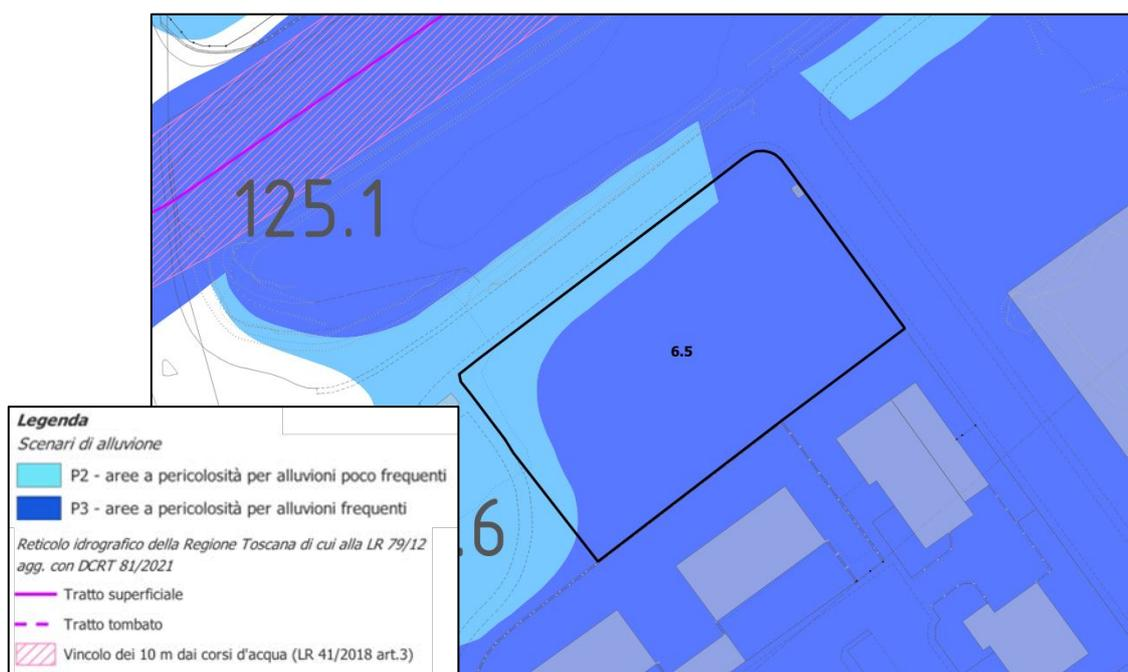 125.1
6.5
.6
Legenda
Scenari di alluvione
P2 - aree a pericolosità per alluvioni poco frequenti
P3 - aree a pericolosità per alluvioni frequenti
Reticolo idrografico della Regione Toscana di cui alla LR 79/12
agg. con DCRT 81/2021
Tratto superficiale
Tratto tombato
Vincolo dei 10 m dai corsi d'acqua (LR 41/2018 art.3)